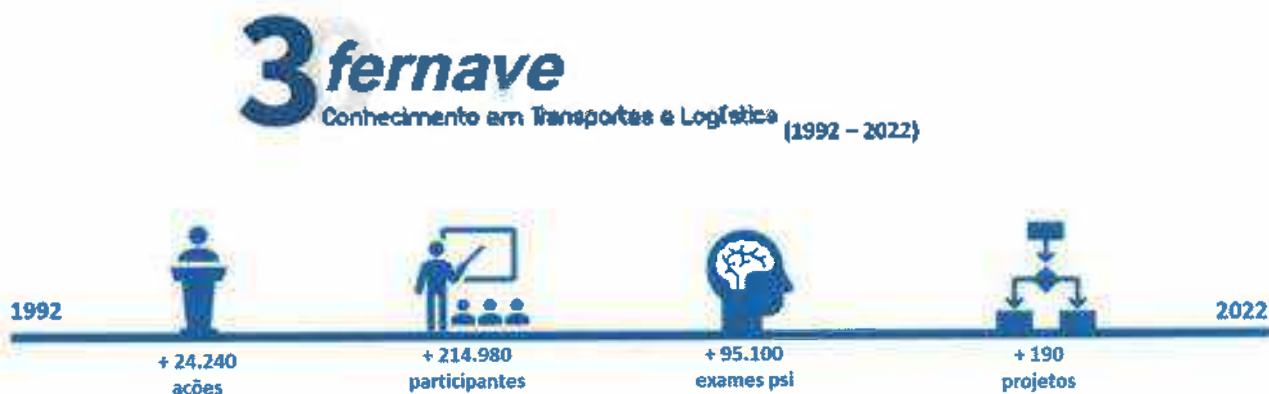 3 fernave
Conhecimento em Transportes e Logística
(1992 – 2022)
1992
2022
+ 24.240
ações
+ 214.980
participantes
+ 95.100
exames psi
+ 190
projetos